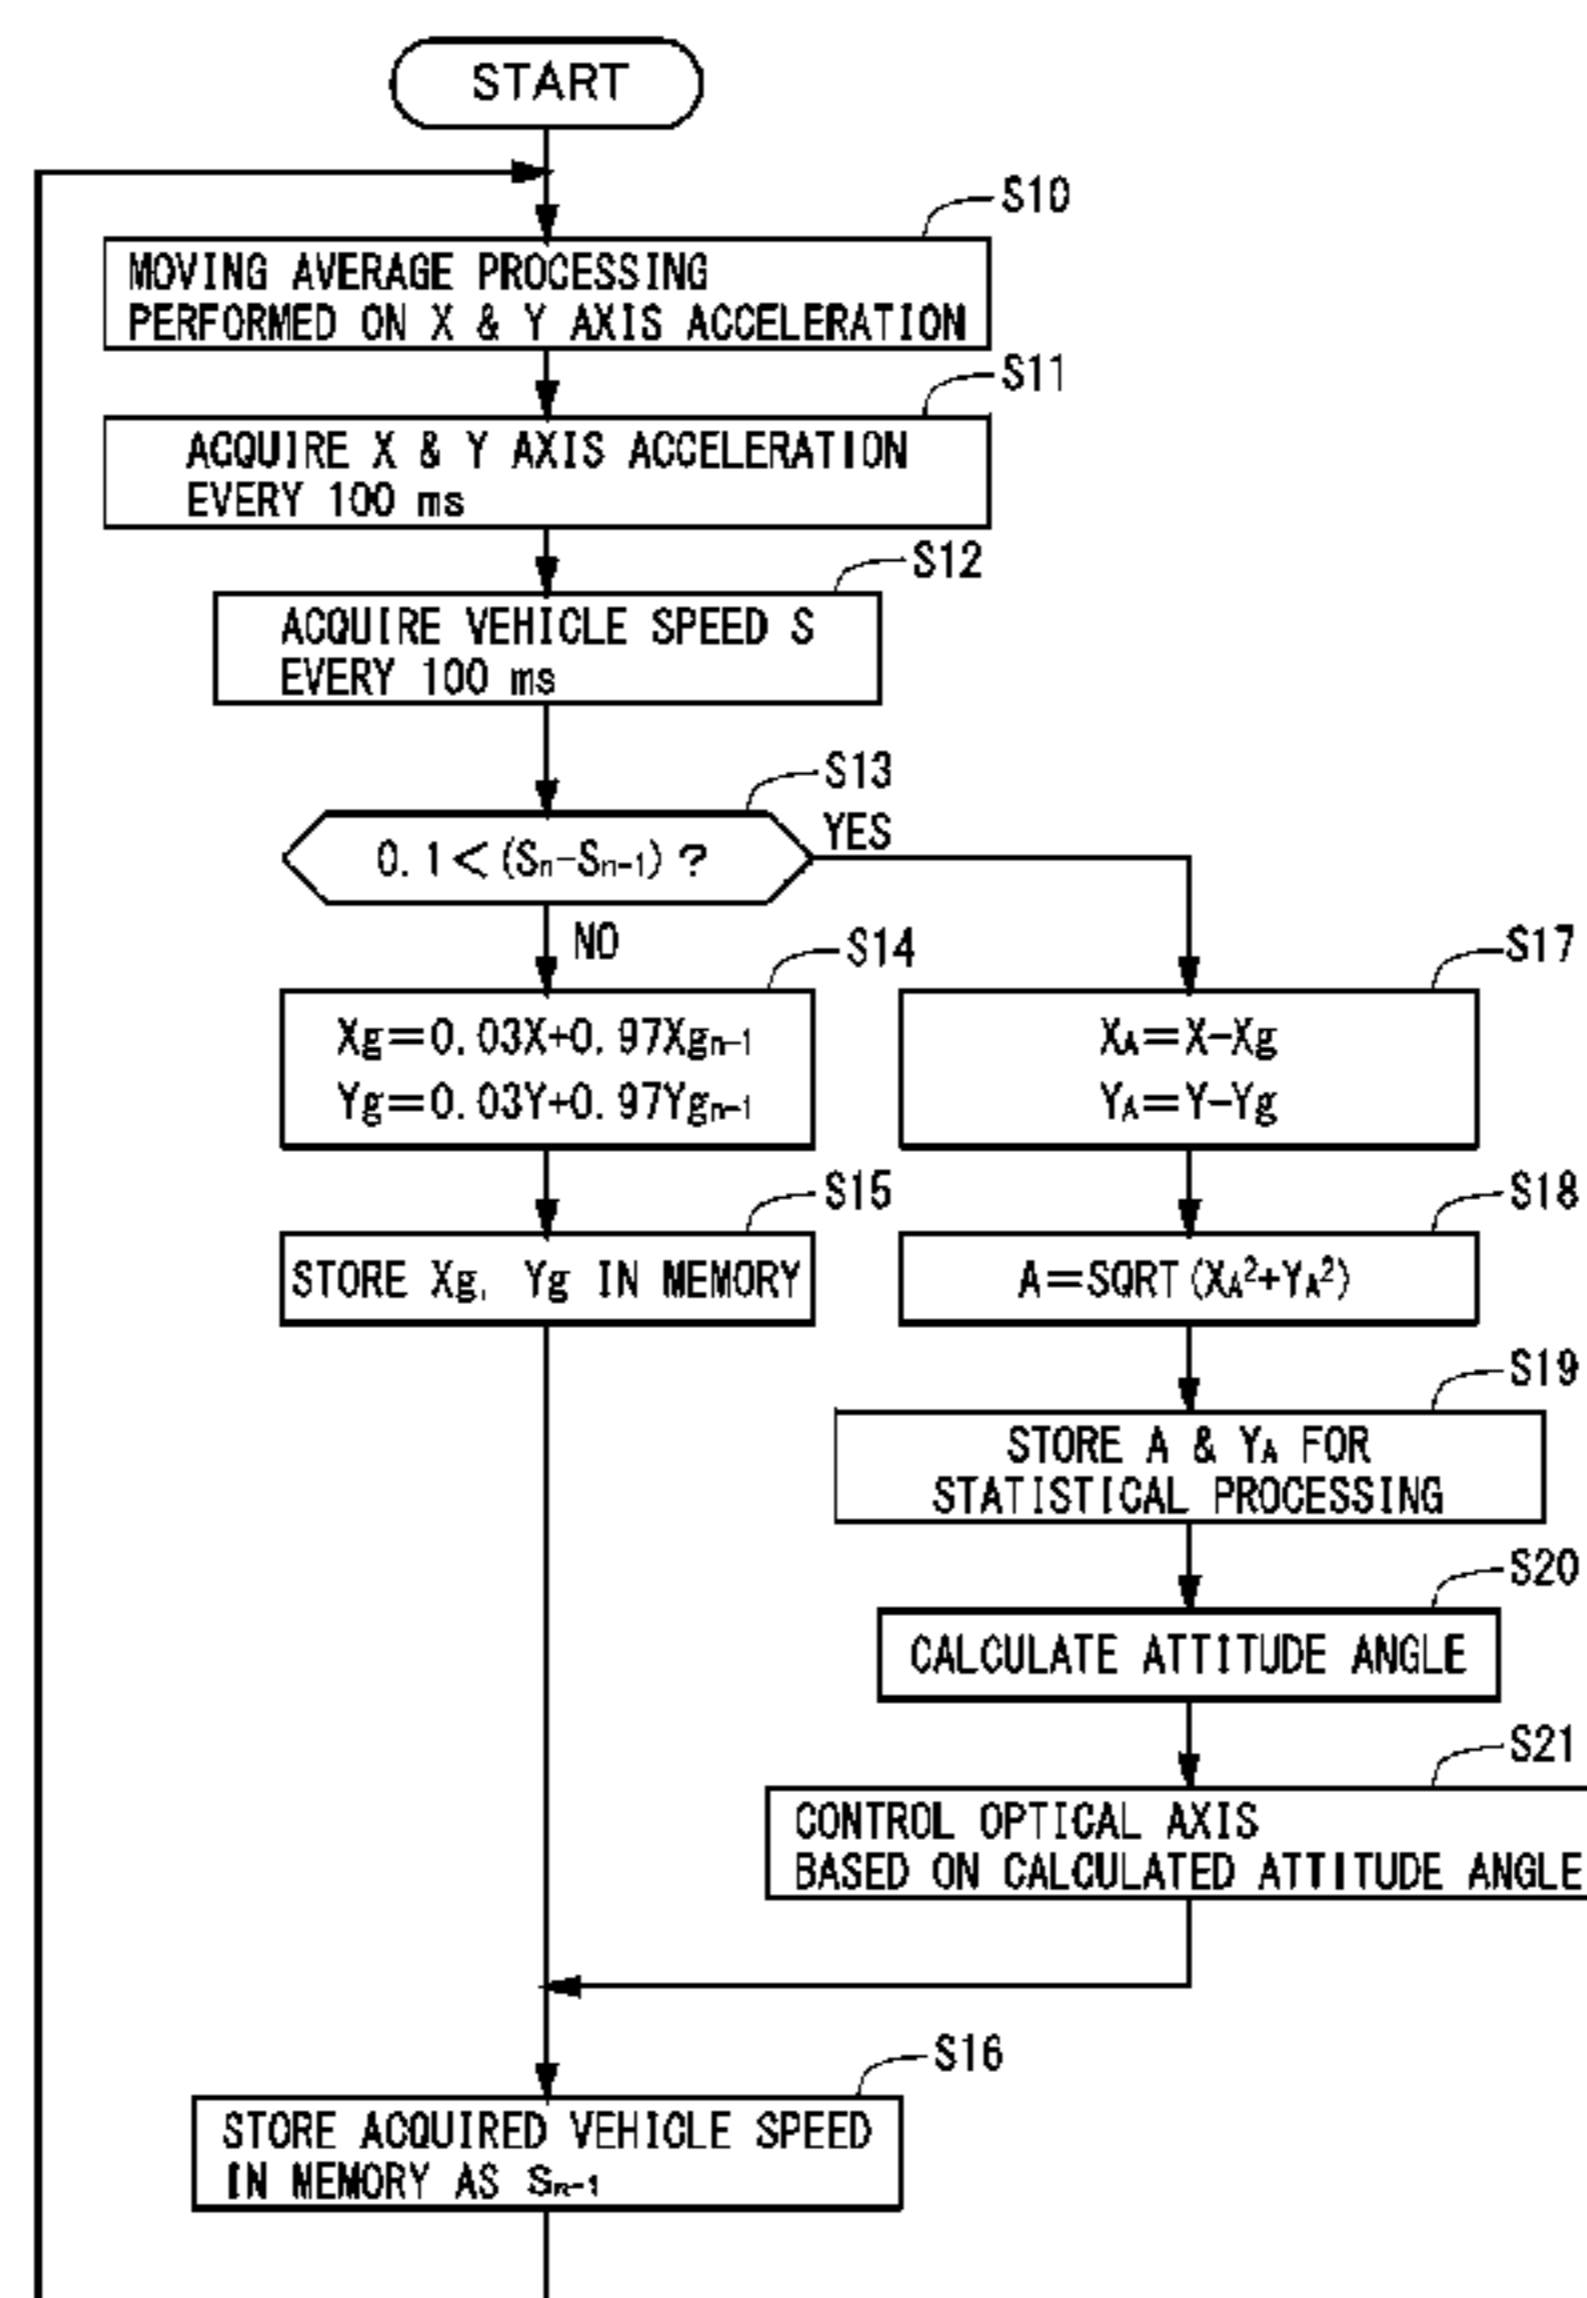 START
S10
MOVING AVERAGE PROCESSING
PERFORMED ON X & Y AXIS ACCELERATION
S11
ACQUIRE X & Y AXIS ACCELERATION
EVERY 100 ms
S12
ACQUIRE VEHICLE SPEED S
EVERY 100 ms
S13
0.1<(Sn-Sn-1)?
YES
NO
S14
Xg=0.03X+0.97Xgn-1
Yg=0.03Y+0.97Ygn-1
S15
STORE Xg, Yg IN MEMORY
S17
XA=X-Xg
YA=Y-Yg
S18
A=SQRT(XA²+YA²)
S19
STORE A & YA FOR
STATISTICAL PROCESSING
S20
CALCULATE ATTITUDE ANGLE
S21
CONTROL OPTICAL AXIS
BASED ON CALCULATED ATTITUDE ANGLE
S16
STORE ACQUIRED VEHICLE SPEED
IN MEMORY AS Sn-1